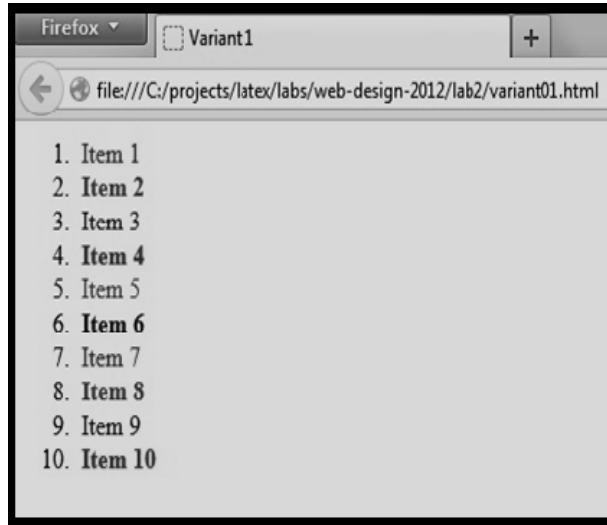 Firefox
Variant1
file:///C:/projects/latex/labs/web-design-2012/lab2/variant01.html
1. Item 1
2. Item 2
3. Item 3
4. Item 4
5. Item 5
6. Item 6
7. Item 7
8. Item 8
9. Item 9
10. Item 10